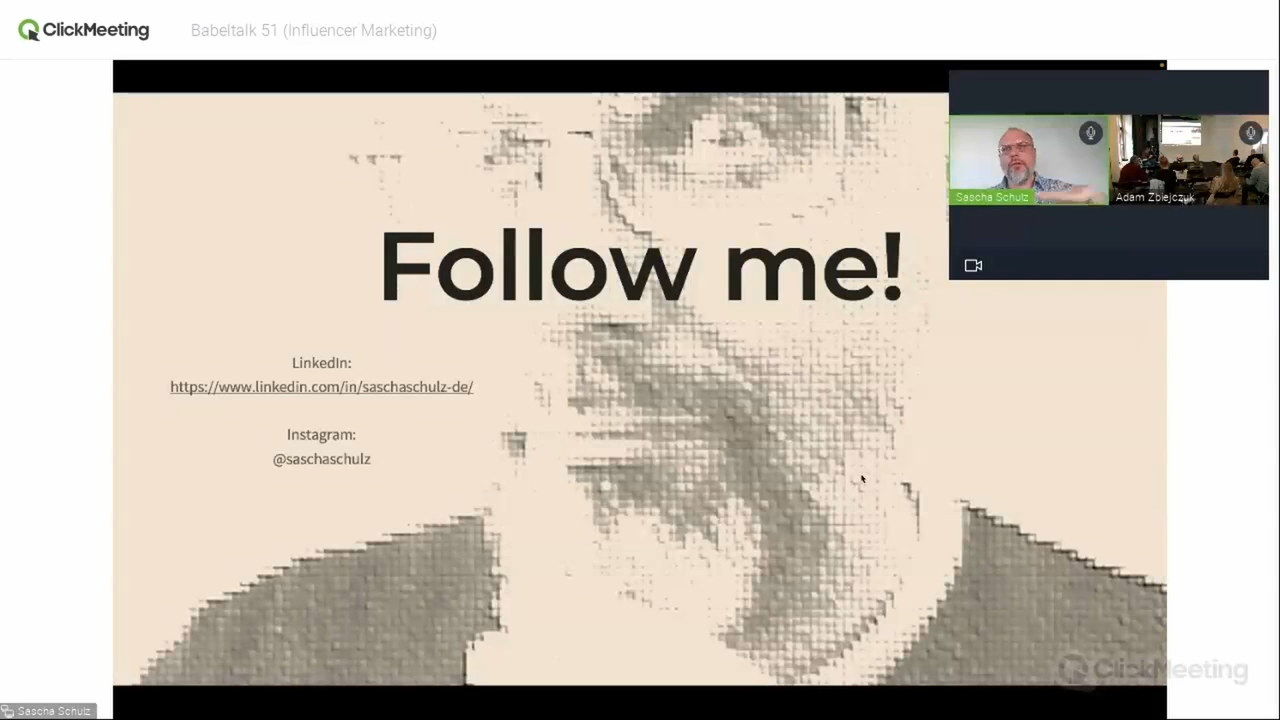 ClickMeeting
Babeltalk 51 (Influencer Marketing)
Sascha Schulz
Adam Zbiejczuk
Follow me!
LinkedIn:
https://www.linkedin.com/in/saschaschulz-de/
Instagram:
@saschaschulz
ClickMeeting
Sascha Schulz